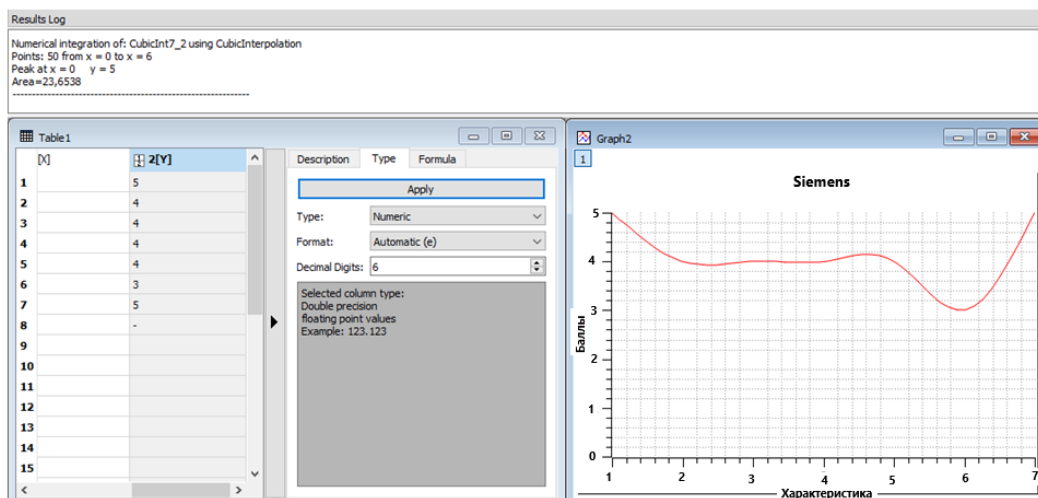 Results Log
Numerical integration of: CubicInt7_2 using CubicInterpolation
Points: 50 from x = 0 to x = 6
Peak at x = 0 y = 5
Area=23,6538
-------------------------------------------------------------
Table1
[X] 2[Y]
1 5
2 4
3 4
4 4
5 4
6 3
7 5
8 -
9
10
11
12
13
14
15
Description Type Formula
Apply
Type: Numeric
Format: Automatic (e)
Decimal Digits: 6
Selected column type:
Double precision
floating point values
Example: 123.123
Graph2
1
Siemens
5
4
3
2
1
0
Баллы
1 2 3 4 5 6 7
Характеристика